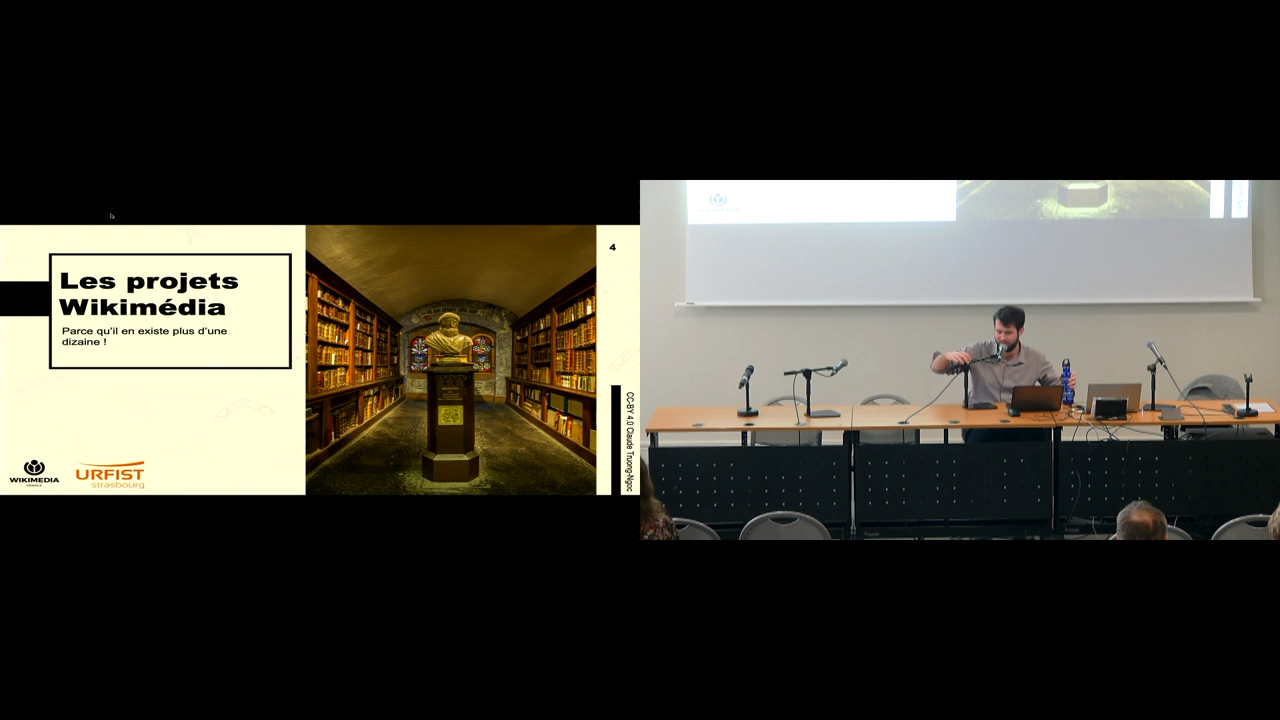 4
Les projets
Wikimédia
Parce qu'il en existe plus d'une
dizaine !
CC-BY 4.0 Claude Truong-Ngoc
WIKIMEDIA
FRANCE
URFIST
strasbourg